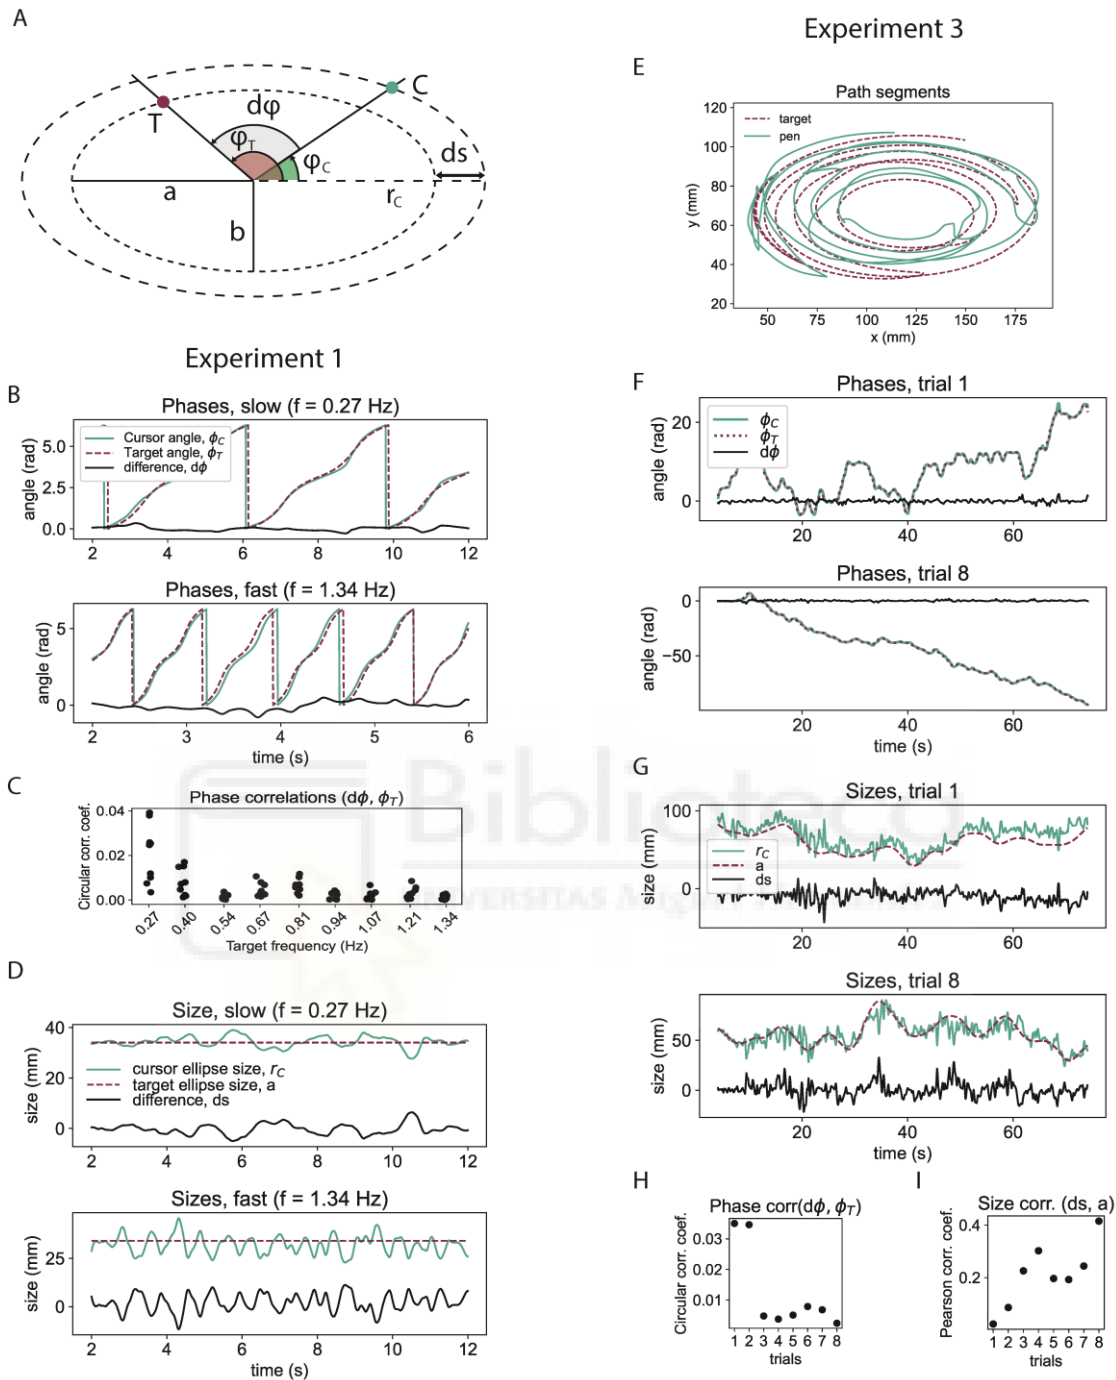 A
T
C
dφ
φT
φC
ds
a
rC
b
Experiment 1
B
Phases, slow (f = 0.27 Hz)
angle (rad)
5.0
2.5
0.0
Cursor angle, ϕC
Target angle, ϕT
difference, dϕ
2 4 6 8 10 12
Phases, fast (f = 1.34 Hz)
angle (rad)
5
0
2 3 4 5 6
time (s)
C
Phase correlations (dϕ, ϕT)
Circular corr. coef.
0.04
0.02
0.00
0.27 0.40 0.54 0.67 0.81 0.94 1.07 1.21 1.34
Target frequency (Hz)
D
Size, slow (f = 0.27 Hz)
size (mm)
40
20
0
cursor ellipse size, rC
target ellipse size, a
difference, ds
2 4 6 8 10 12
Sizes, fast (f = 1.34 Hz)
size (mm)
25
0
2 4 6 8 10 12
time (s)
Experiment 3
E
Path segments
y (mm)
120
100
80
60
40
20
target
pen
50 75 100 125 150 175
x (mm)
F
Phases, trial 1
angle (rad)
20
0
ϕC
ϕT
dϕ
20 40 60
Phases, trial 8
angle (rad)
0
−50
20 40 60
time (s)
G
Sizes, trial 1
size (mm)
100
0
rC
a
ds
20 40 60
Sizes, trial 8
size (mm)
50
0
20 40 60
time (s)
H
Phase corr(dϕ, ϕT)
Circular corr. coef.
0.03
0.02
0.01
1 2 3 4 5 6 7 8
trials
I
Size corr. (ds, a)
Pearson corr. coef.
0.4
0.2
1 2 3 4 5 6 7 8
trials
Biblioteca
UNIVERSITAS Miguel Hernández